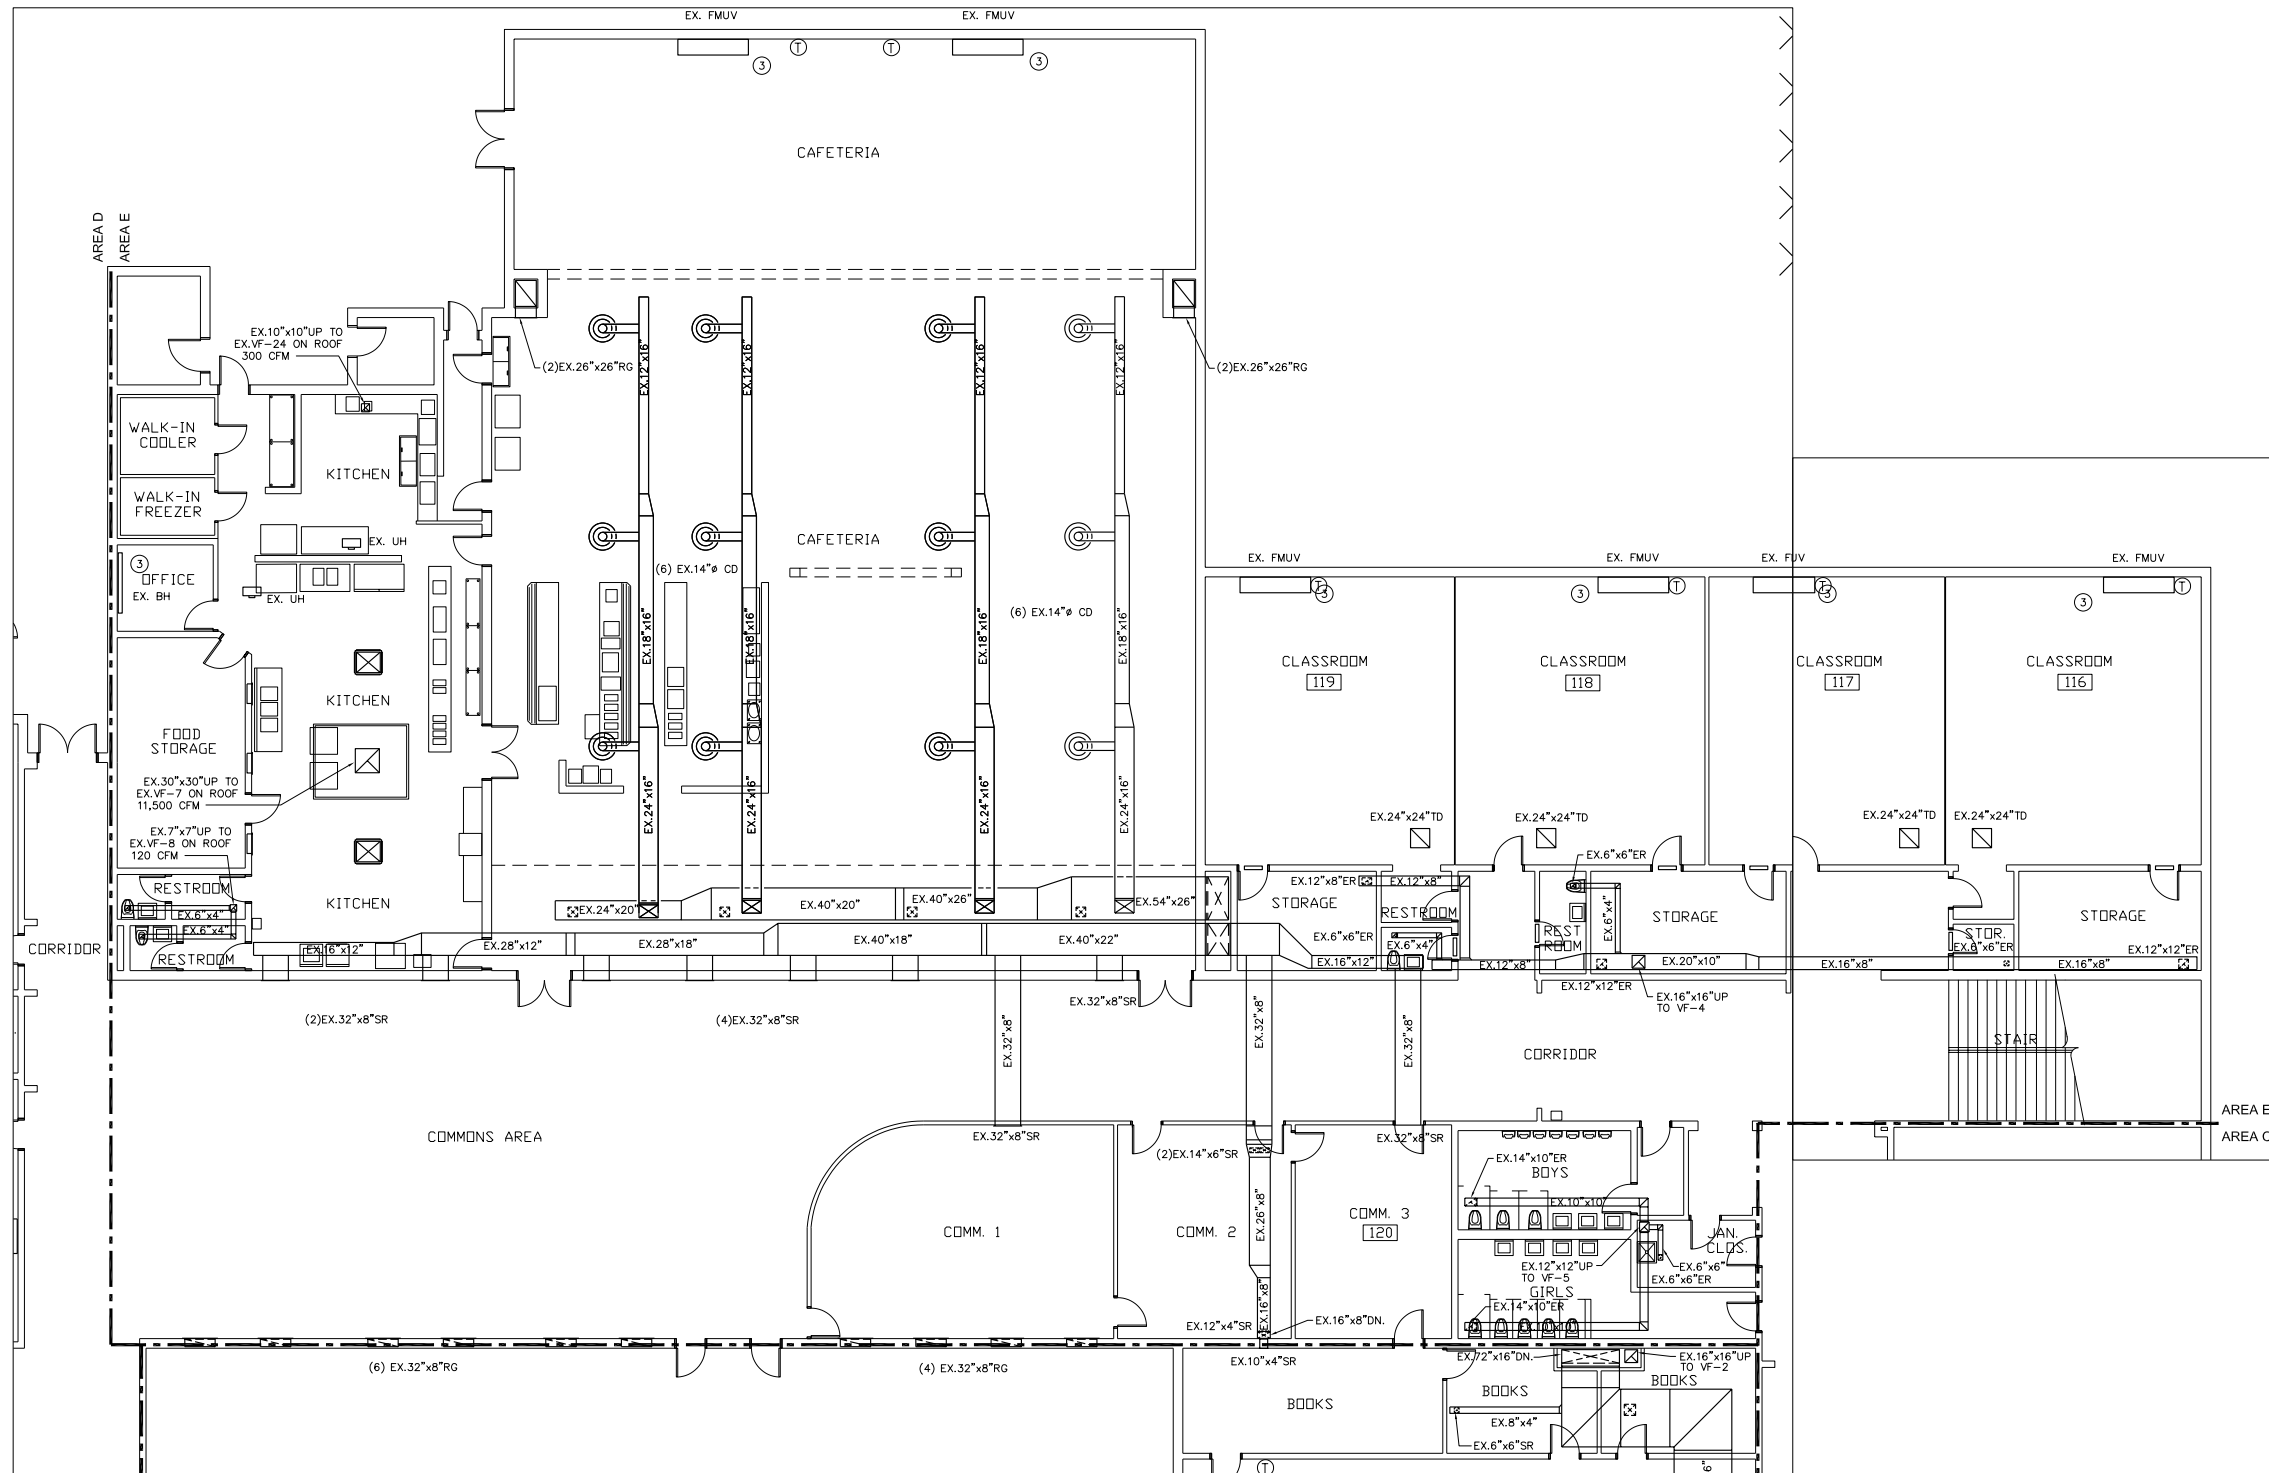 EX. FMUV
EX. FMUV
T
T
3
3
CAFETERIA
AREA D
AREA E
EX.10"x10"UP TO
EX.VF-24 ON ROOF
300 CFM
(2)EX.26"x26"RG
(2)EX.26"x26"RG
EX.12"x16"
EX.12"x16"
EX.12"x16"
EX.12"x16"
WALK-IN
COOLER
KITCHEN
WALK-IN
FREEZER
EX. UH
CAFETERIA
3
OFFICE
EX. BH
EX. UH
(6) EX.14"ø CD
(6) EX.14"ø CD
EX.18"x16"
EX.18"x16"
EX.18"x16"
EX.18"x16"
EX. FMUV
EX. FMUV
EX. FUV
EX. FMUV
T
3
3
T
T
3
3
T
CLASSROOM
119
CLASSROOM
118
CLASSROOM
117
CLASSROOM
116
KITCHEN
FOOD
STORAGE
EX.30"x30"UP TO
EX.VF-7 ON ROOF
11,500 CFM
EX.7"x7"UP TO
EX.VF-8 ON ROOF
120 CFM
EX.24"x16"
EX.24"x16"
EX.24"x16"
EX.24"x16"
EX.24"x24"TD
EX.24"x24"TD
EX.24"x24"TD
EX.24"x24"TD
RESTROOM
EX.6"x4"
EX.6"x4"
RESTROOM
KITCHEN
CORRIDOR
EX.24"x20"
EX.40"x20"
EX.40"x26"
EX.54"x26"
EX.16"x12"
EX.28"x12"
EX.28"x18"
EX.40"x18"
EX.40"x22"
EX.12"x8"ER
EX.12"x8"
STORAGE
RESTROOM
EX.6"x6"ER
EX.6"x4"
EX.16"x12"
EX.12"x8"
EX.6"x6"ER
EX.6"x4"
REST
ROOM
STORAGE
EX.20"x10"
EX.16"x8"
STOR.
EX.6"x6"ER
STORAGE
EX.12"x12"ER
EX.16"x8"
EX.12"x12"ER
EX.16"x16"UP
TO VF-4
(2)EX.32"x8"SR
(4)EX.32"x8"SR
EX.32"x8"SR
EX.32"x8"
EX.32"x8"
EX.32"x8"
CORRIDOR
STAIR
AREA E
AREA C
COMMONS AREA
EX.32"x8"SR
(2)EX.14"x6"SR
EX.32"x8"SR
EX.14"x10"ER
BOYS
EX.10"x10"
COMM. 1
COMM. 2
EX.26"x8"
COMM. 3
120
JAN.
CLOS.
EX.12"x12"UP
TO VF-5
EX.6"x6"
EX.6"x6"ER
GIRLS
EX.14"x10"ER
EX.16"x8"
EX.12"x4"SR
EX.16"x8"DN.
(6) EX.32"x8"RG
(4) EX.32"x8"RG
EX.10"x4"SR
EX.72"x16"DN.
EX.16"x16"UP
TO VF-2
BOOKS
BOOKS
BOOKS
EX.8"x4"
EX.6"x6"SR
T
6"